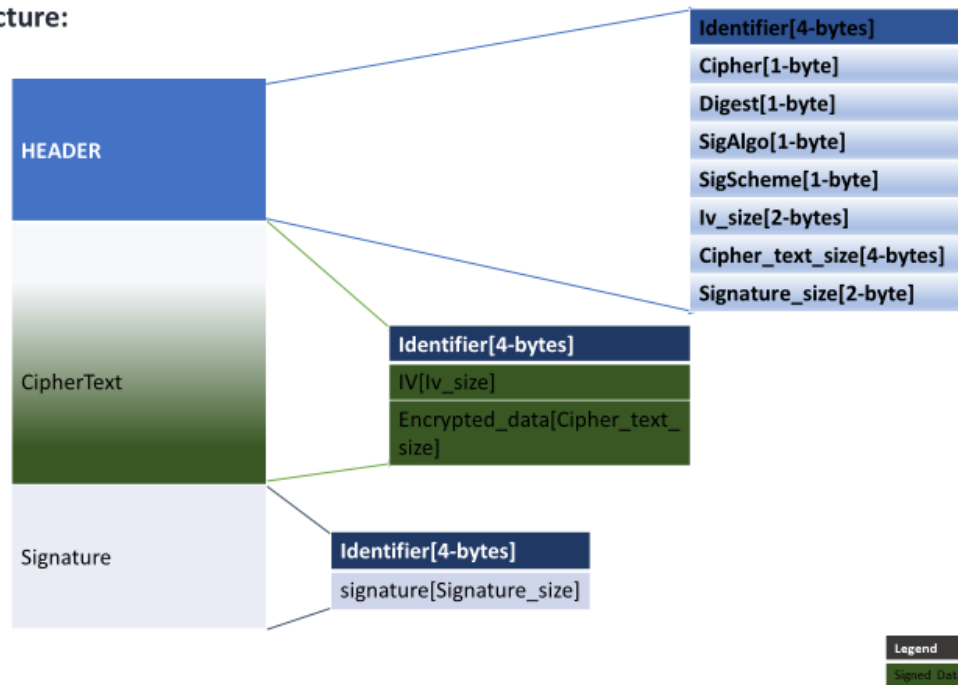 cture:
HEADER
CipherText
Signature
Identifier[4-bytes]
Cipher[1-byte]
Digest[1-byte]
SigAlgo[1-byte]
SigScheme[1-byte]
Iv_size[2-bytes]
Cipher_text_size[4-bytes]
Signature_size[2-byte]
Identifier[4-bytes]
IV[Iv_size]
Encrypted_data[Cipher_text_
size]
Identifier[4-bytes]
signature[Signature_size]
Legend
Signed Dat